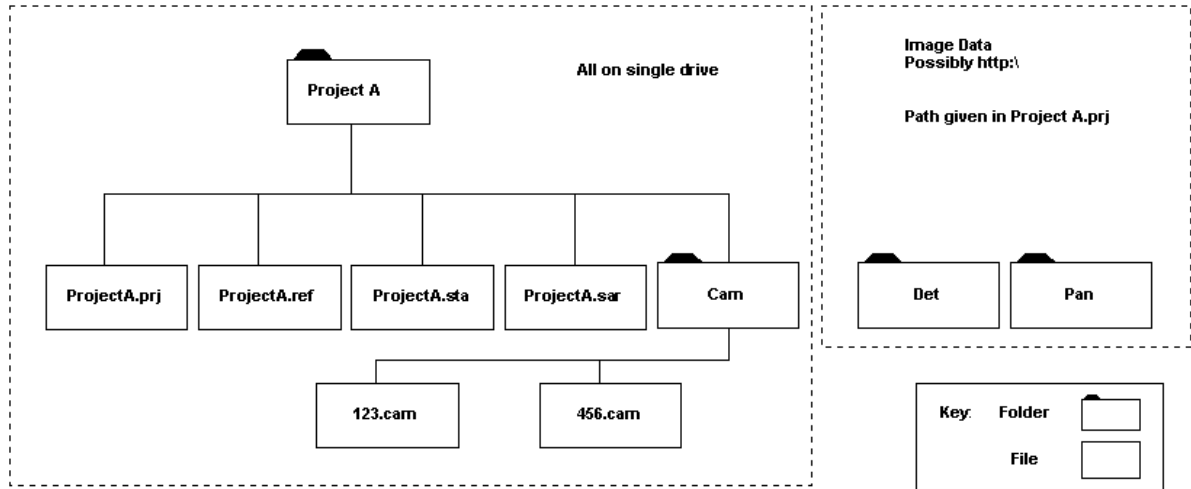 Project A
All on single drive
ProjectA.prj
ProjectA.ref
ProjectA.sta
ProjectA.sar
Cam
123.cam
456.cam
Image Data
Possibly http:\
Path given in Project A.prj
Det
Pan
Key: Folder
File